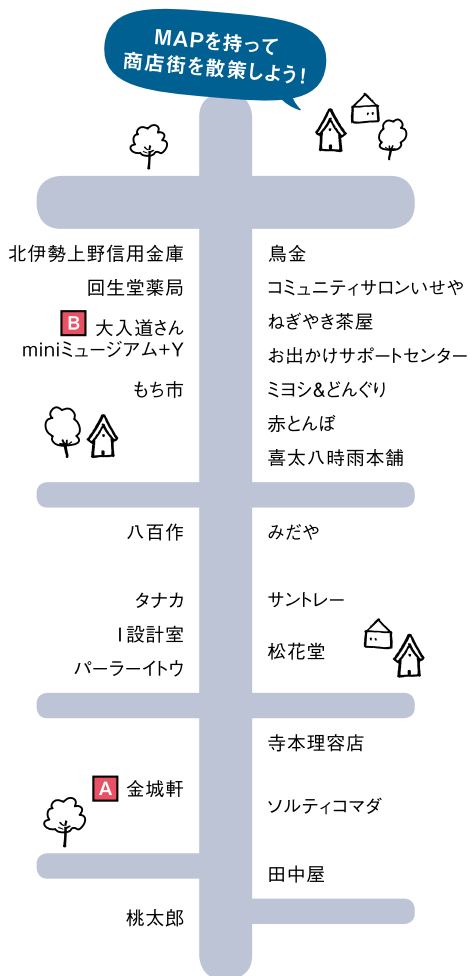 MAPを持って
商店街を散策しよう!
北伊勢上野信用金庫
回生堂薬局
B 大入道さん
miniミュージアム+Y
もち市
鳥金
コミュニティサロンいせや
ねぎやき茶屋
お出かけサポートセンター
ミヨシ&どんぐり
赤とんぼ
喜太八時雨本舗
八百作
タナカ
I設計室
パーラーイトウ
みだや
サントレー
松花堂
A 金城軒
桃太郎
寺本理容店
ソルティコマダ
田中屋